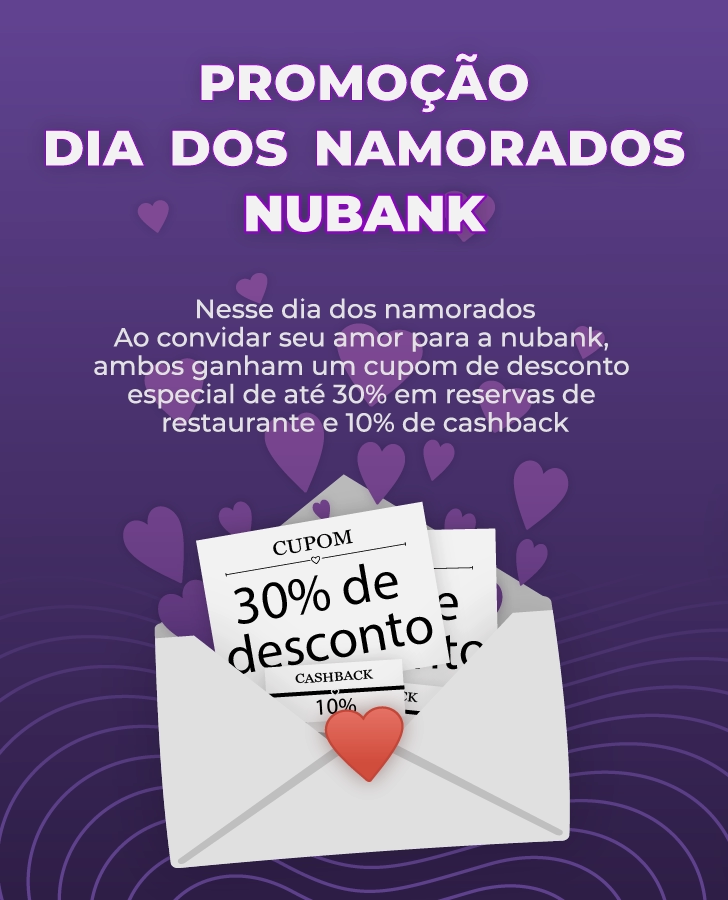 PROMOÇÃO
DIA DOS NAMORADOS
NUBANK
Nesse dia dos namorados
Ao convidar seu amor para a nubank,
ambos ganham um cupom de desconto
especial de até 30% em reservas de
restaurante e 10% de cashback
CUPOM
30% de
desconto
CASHBACK
10%